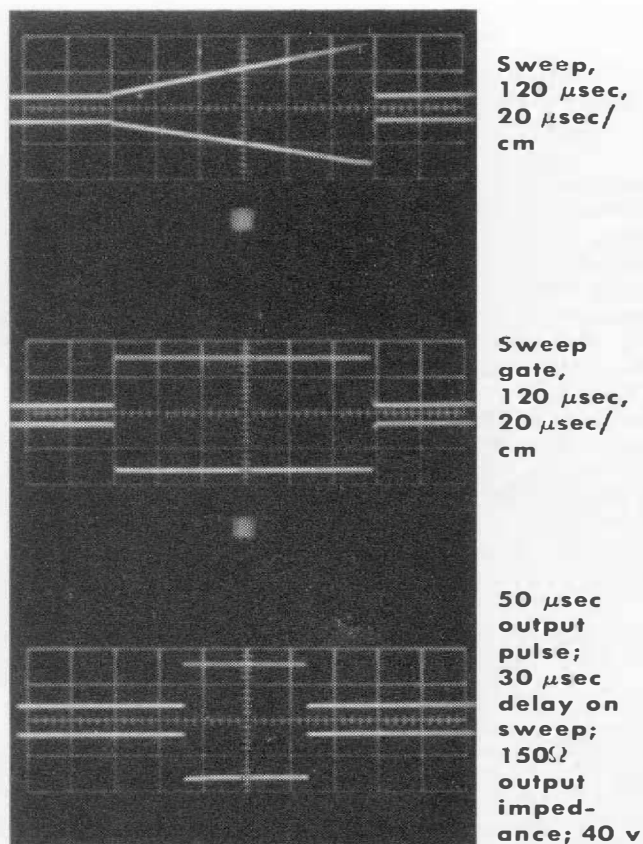 Sweep,
120 μsec,
20 μsec/
cm
Sweep
gate,
120 μsec,
20 μsec/
cm
50 μsec
output
pulse;
30 μsec
delay on
sweep;
150Ω
output
imped-
ance; 40 v